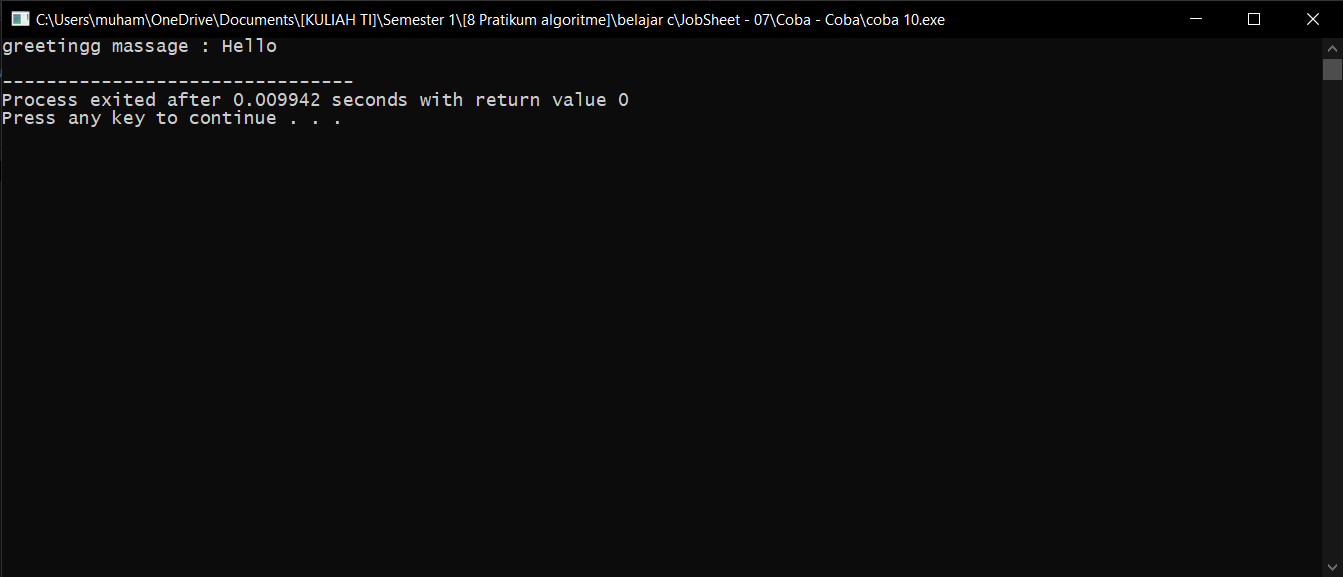 C:\Users\muham\OneDrive\Documents\[KULIAH TI]\Semester 1\[8 Pratikum algoritme]\belajar c\JobSheet - 07\Coba - Coba\coba 10.exe
greetingg massage : Hello
--------------------------------
Process exited after 0.009942 seconds with return value 0
Press any key to continue . . .